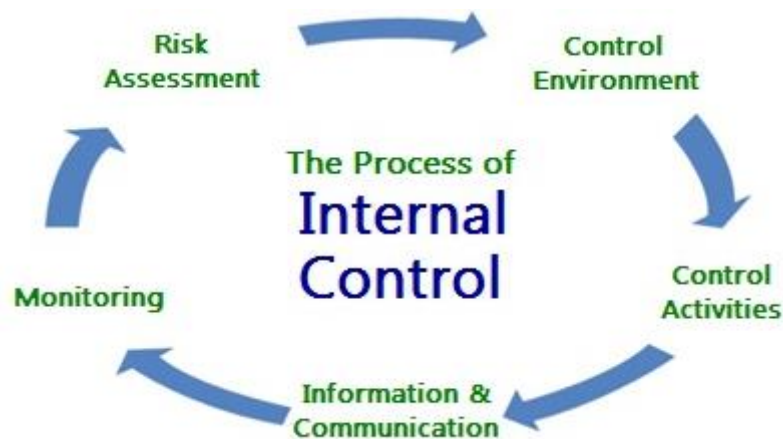 Risk
Assessment
Control
Environment
The Process of
Internal
Control
Control
Activities
Information &
Communication
Monitoring